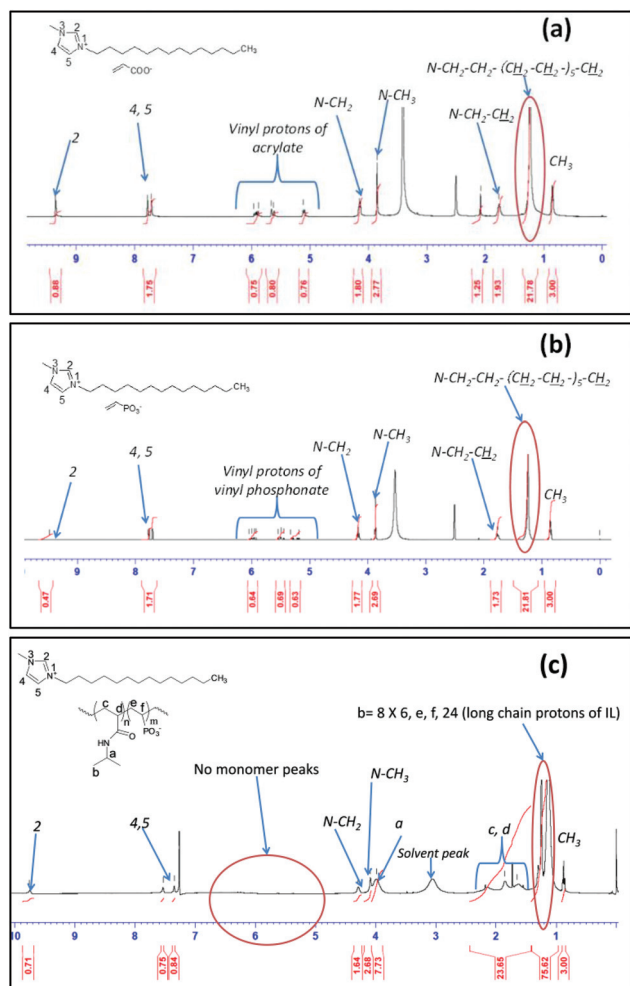 (a)
N 3 2
1
4 N+ CH3
5
COO-
N-CH2-CH2-(CH2-CH2-)5-CH2
N-CH3
N-CH2
4, 5
2
Vinyl protons of
acrylate
N-CH2-CH2
CH3
9 8 7 6 5 4 3 2 1 0
0.88 1.75 0.75 0.80 0.76 1.80 2.77 1.25 1.93 21.78 3.00
(b)
N 3 2
1
4 N+ CH3
5
PO3-
N-CH2-CH2-(CH2-CH2-)5-CH2
N-CH3
4, 5
N-CH2
2
Vinyl protons of
vinyl phosphonate
N-CH2-CH2
CH3
9 8 7 6 5 4 3 2 1 0
0.47 1.71 0.64 0.69 0.63 1.77 2.69 1.73 21.81 3.00
(c)
N 3 2
1
4 N+ CH3
5
c e
d n f m
O PO3-
HN
a
b
b= 8 X 6, e, f, 24 (long chain protons of IL)
No monomer peaks
N-CH3
2
4,5
N-CH2
a
c, d
Solvent peak
CH3
10 9 8 7 6 5 4 3 2 1
0.71 0.75 0.84 1.64 2.68 7.73 23.65 75.62 3.00